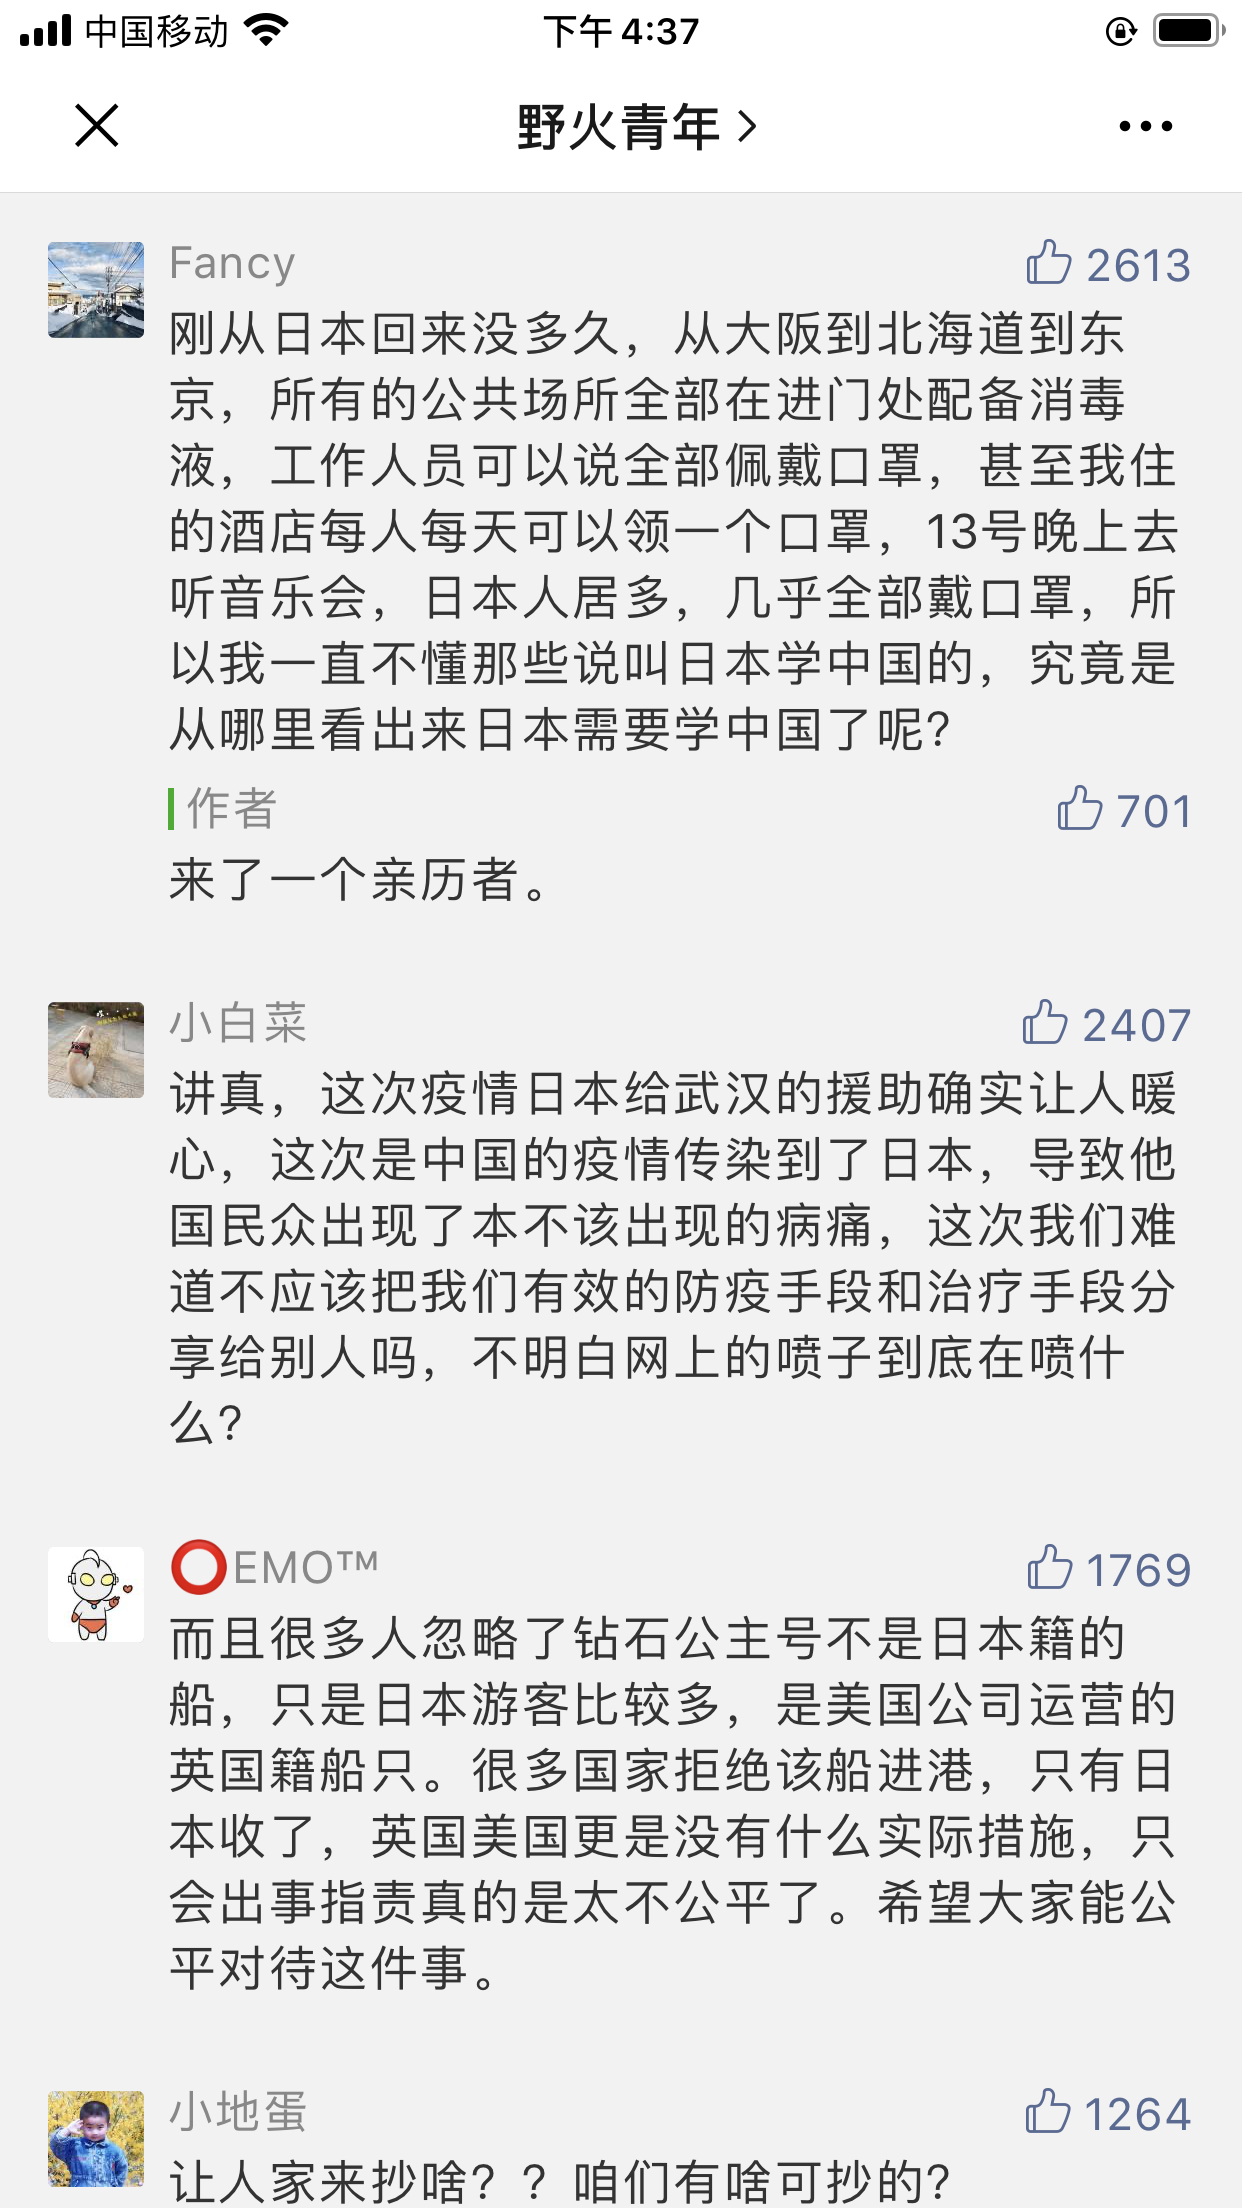 中国移动
下午 4:37
野火青年
Fancy
2613
刚从日本回来没多久，从大阪到北海道到东
京，所有的公共场所全部在进门处配备消毒
液，工作人员可以说全部佩戴口罩，甚至我住
的酒店每人每天可以领一个口罩，13号晚上去
听音乐会，日本人居多，几乎全部戴口罩，所
以我一直不懂那些说叫日本学中国的，究竟是
从哪里看出来日本需要学中国了呢?
作者
701
来了一个亲历者。
小白菜
2407
讲真，这次疫情日本给武汉的援助确实让人暖
心，这次是中国的疫情传染到了日本，导致他
国民众出现了本不该出现的病痛，这次我们难
道不应该把我们有效的防疫手段和治疗手段分
享给别人吗，不明白网上的喷子到底在喷什
么?
⭕EMO™
1769
而且很多人忽略了钻石公主号不是日本籍的
船，只是日本游客比较多，是美国公司运营的
英国籍船只。很多国家拒绝该船进港，只有日
本收了，英国美国更是没有什么实际措施，只
会出事指责真的是太不公平了。希望大家能公
平对待这件事。
小地蛋
1264
让人家来抄啥？？咱们有啥可抄的?